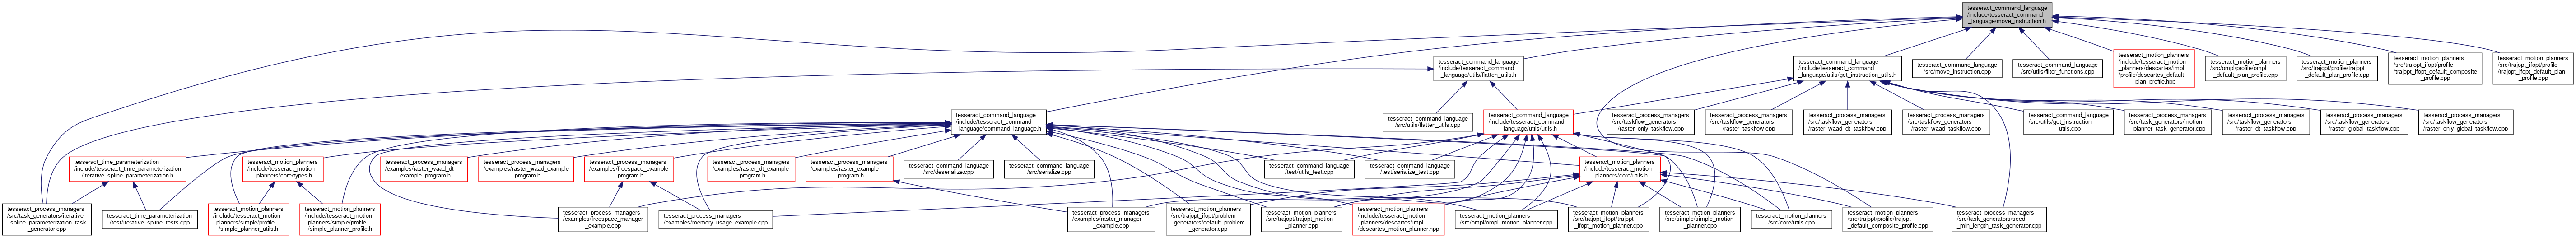 tesseract_command_language
/include/tesseract_command
_language/move_instruction.h
tesseract_command_language
/include/tesseract_command
_language/utils/flatten_utils.h
tesseract_command_language
/include/tesseract_command
_language/utils/get_instruction_utils.h
tesseract_command_language
/src/move_instruction.cpp
tesseract_command_language
/src/utils/filter_functions.cpp
tesseract_motion_planners
/include/tesseract_motion
_planners/descartes/impl
/profile/descartes_default
_plan_profile.hpp
tesseract_motion_planners
/src/ompl/profile/ompl
_default_plan_profile.cpp
tesseract_motion_planners
/src/trajopt/profile/trajopt
_default_plan_profile.cpp
tesseract_motion_planners
/src/trajopt_ifopt/profile
/trajopt_ifopt_default_composite
_profile.cpp
tesseract_motion_planners
/src/trajopt_ifopt/profile
/trajopt_ifopt_default_plan
_profile.cpp
tesseract_command_language
/include/tesseract_command
_language/command_language.h
tesseract_command_language
/src/utils/flatten_utils.cpp
tesseract_command_language
/include/tesseract_command
_language/utils/utils.h
tesseract_process_managers
/src/taskflow_generators
/raster_only_taskflow.cpp
tesseract_process_managers
/src/taskflow_generators
/raster_taskflow.cpp
tesseract_process_managers
/src/taskflow_generators
/raster_waad_dt_taskflow.cpp
tesseract_process_managers
/src/taskflow_generators
/raster_waad_taskflow.cpp
tesseract_command_language
/src/utils/get_instruction
_utils.cpp
tesseract_process_managers
/src/task_generators/motion
_planner_task_generator.cpp
tesseract_process_managers
/src/taskflow_generators
/raster_dt_taskflow.cpp
tesseract_process_managers
/src/taskflow_generators
/raster_global_taskflow.cpp
tesseract_process_managers
/src/taskflow_generators
/raster_only_global_taskflow.cpp
tesseract_time_parameterization
/include/tesseract_time_parameterization
/iterative_spline_parameterization.h
tesseract_motion_planners
/include/tesseract_motion
_planners/core/types.h
tesseract_process_managers
/examples/raster_waad_dt
_example_program.h
tesseract_process_managers
/examples/raster_waad_example
_program.h
tesseract_process_managers
/examples/freespace_example
_program.h
tesseract_process_managers
/examples/raster_dt_example
_program.h
tesseract_process_managers
/examples/raster_example
_program.h
tesseract_command_language
/src/deserialize.cpp
tesseract_command_language
/src/serialize.cpp
tesseract_command_language
/test/utils_test.cpp
tesseract_command_language
/test/serialize_test.cpp
tesseract_motion_planners
/include/tesseract_motion
_planners/core/utils.h
tesseract_process_managers
/src/task_generators/iterative
_spline_parameterization_task
_generator.cpp
tesseract_time_parameterization
/test/iterative_spline_tests.cpp
tesseract_motion_planners
/include/tesseract_motion
_planners/simple/profile
/simple_planner_utils.h
tesseract_motion_planners
/include/tesseract_motion
_planners/simple/profile
/simple_planner_profile.h
tesseract_process_managers
/examples/freespace_manager
_example.cpp
tesseract_process_managers
/examples/memory_usage_example.cpp
tesseract_process_managers
/examples/raster_manager
_example.cpp
tesseract_motion_planners
/src/trajopt_ifopt/problem
_generators/default_problem
_generator.cpp
tesseract_motion_planners
/src/trajopt/trajopt_motion
_planner.cpp
tesseract_motion_planners
/include/tesseract_motion
_planners/descartes/impl
/descartes_motion_planner.hpp
tesseract_motion_planners
/src/ompl/ompl_motion_planner.cpp
tesseract_motion_planners
/src/trajopt_ifopt/trajopt
_ifopt_motion_planner.cpp
tesseract_motion_planners
/src/simple/simple_motion
_planner.cpp
tesseract_motion_planners
/src/core/utils.cpp
tesseract_motion_planners
/src/trajopt/profile/trajopt
_default_composite_profile.cpp
tesseract_process_managers
/src/task_generators/seed
_min_length_task_generator.cpp